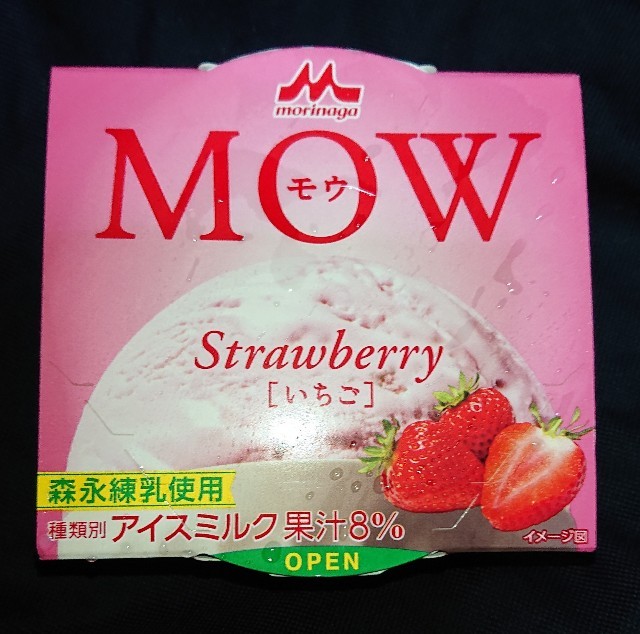 morinaga
MOW
モウ
Strawberry
[いちご]
森永練乳使用
種類別 アイスミルク 果汁8%
イメージ図
OPEN